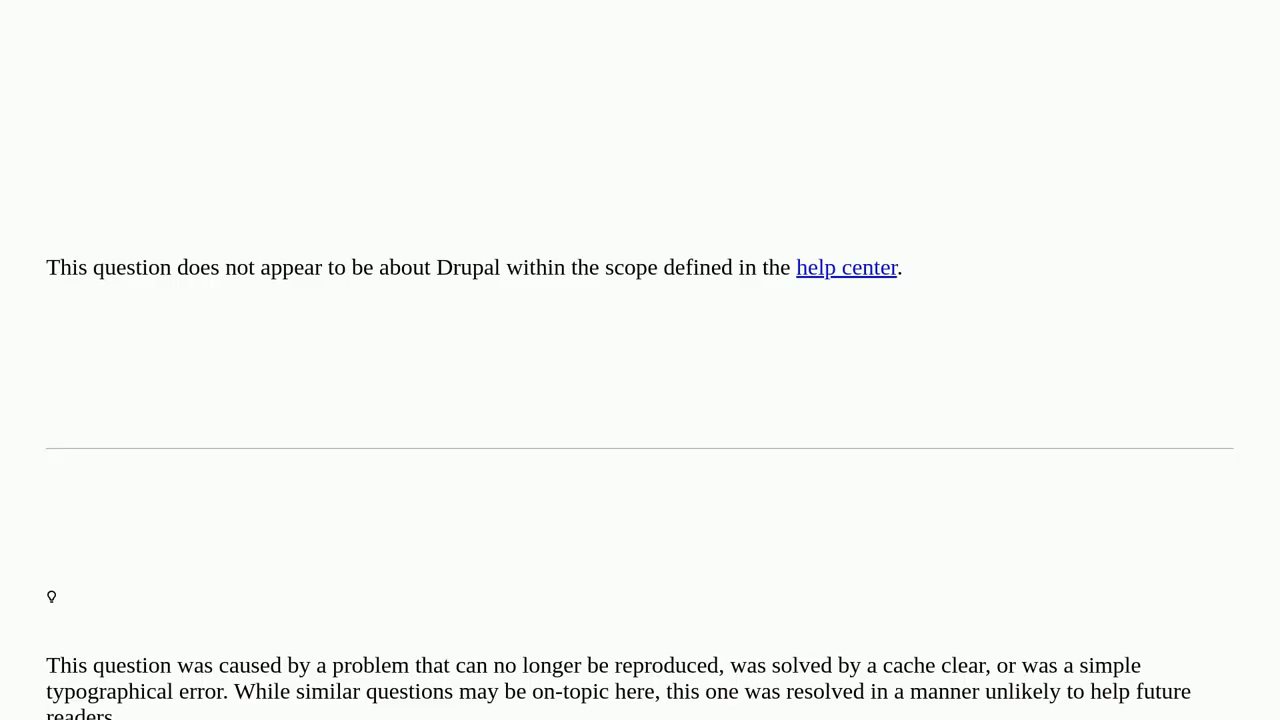 This question does not appear to be about Drupal within the scope defined in the help center.
This question was caused by a problem that can no longer be reproduced, was solved by a cache clear, or was a simple
typographical error. While similar questions may be on-topic here, this one was resolved in a manner unlikely to help future
readers.